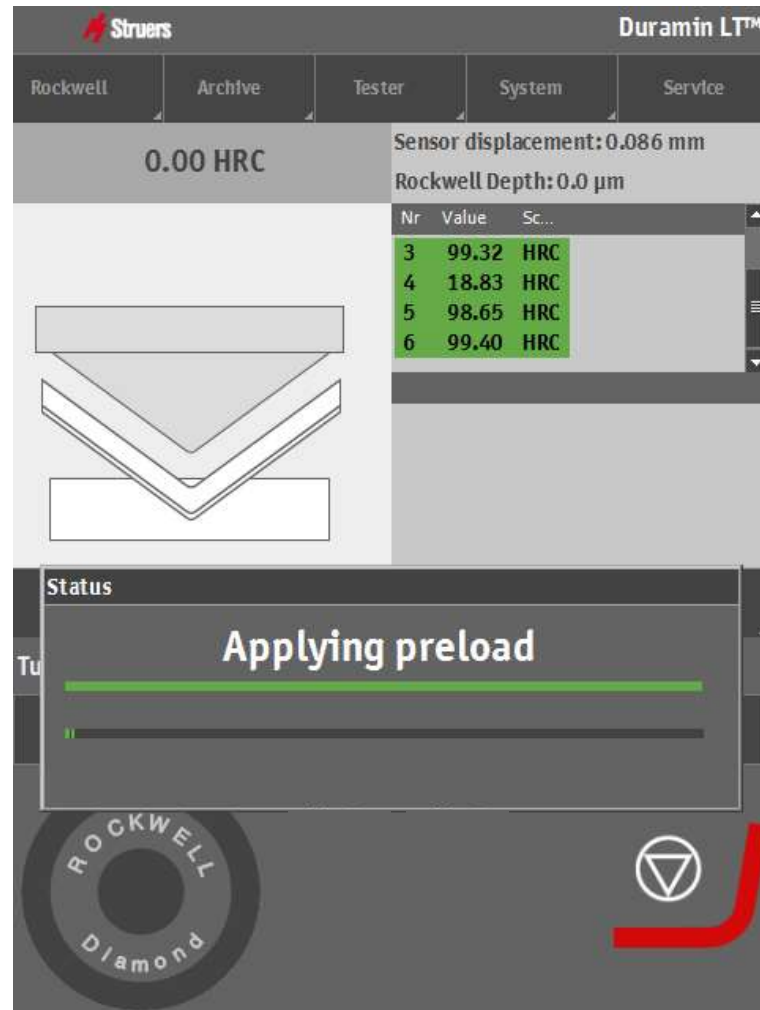 Struers
Duramin LT™
Rockwell Archive Tester System Service
0.00 HRC
Sensor displacement: 0.086 mm
Rockwell Depth: 0.0 µm
Nr Value Sc...
3 99.32 HRC
4 18.83 HRC
5 98.65 HRC
6 99.40 HRC
Status
Applying preload
Tu
ROCKWELL
Diamond